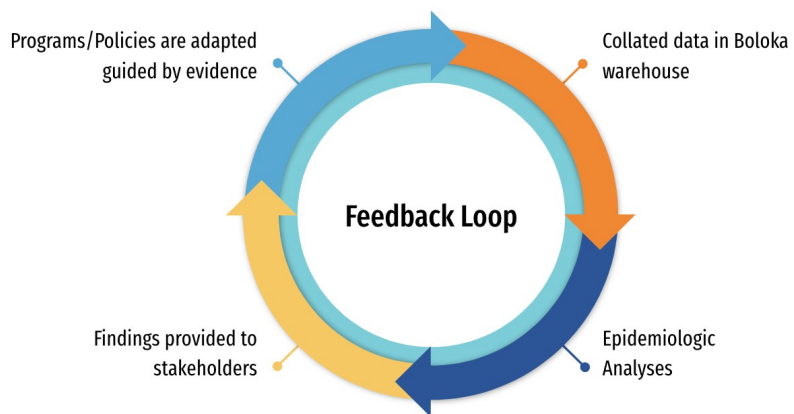 Programs/Policies are adapted
guided by evidence
Collated data in Boloka
warehouse
Feedback Loop
Findings provided to
stakeholders
Epidemiologic
Analyses